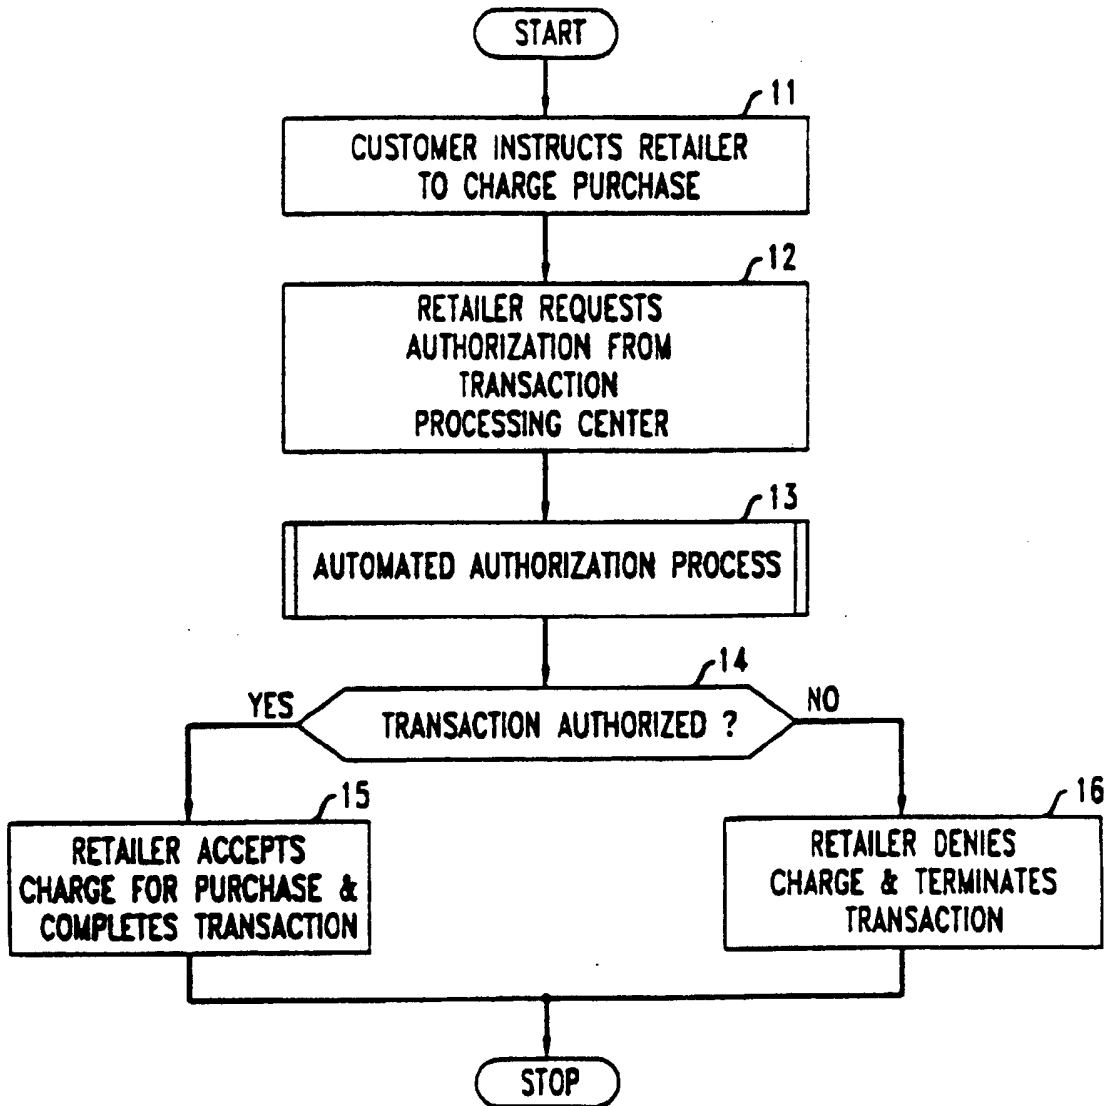 START
11
CUSTOMER INSTRUCTS RETAILER
TO CHARGE PURCHASE
12
RETAILER REQUESTS
AUTHORIZATION FROM
TRANSACTION
PROCESSING CENTER
13
AUTOMATED AUTHORIZATION PROCESS
14
YES
TRANSACTION AUTHORIZED ?
NO
15
RETAILER ACCEPTS
CHARGE FOR PURCHASE &
COMPLETES TRANSACTION
16
RETAILER DENIES
CHARGE & TERMINATES
TRANSACTION
STOP